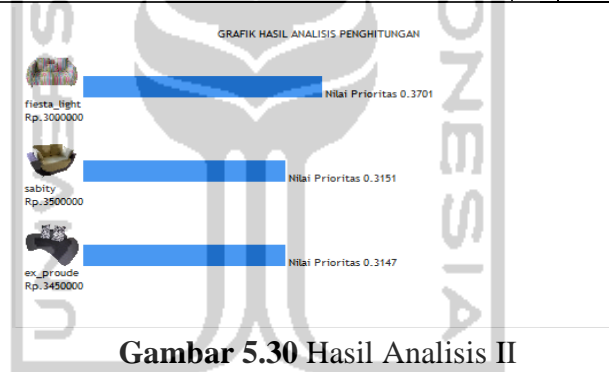 GRAFIK HASIL ANALISIS PENGHITUNGAN
Nilai Prioritas 0.3701
fiesta_light
Rp.3000000
Nilai Prioritas 0.3151
sabity
Rp.3500000
Nilai Prioritas 0.3147
ex_proude
Rp.3450000
Gambar 5.30 Hasil Analisis II